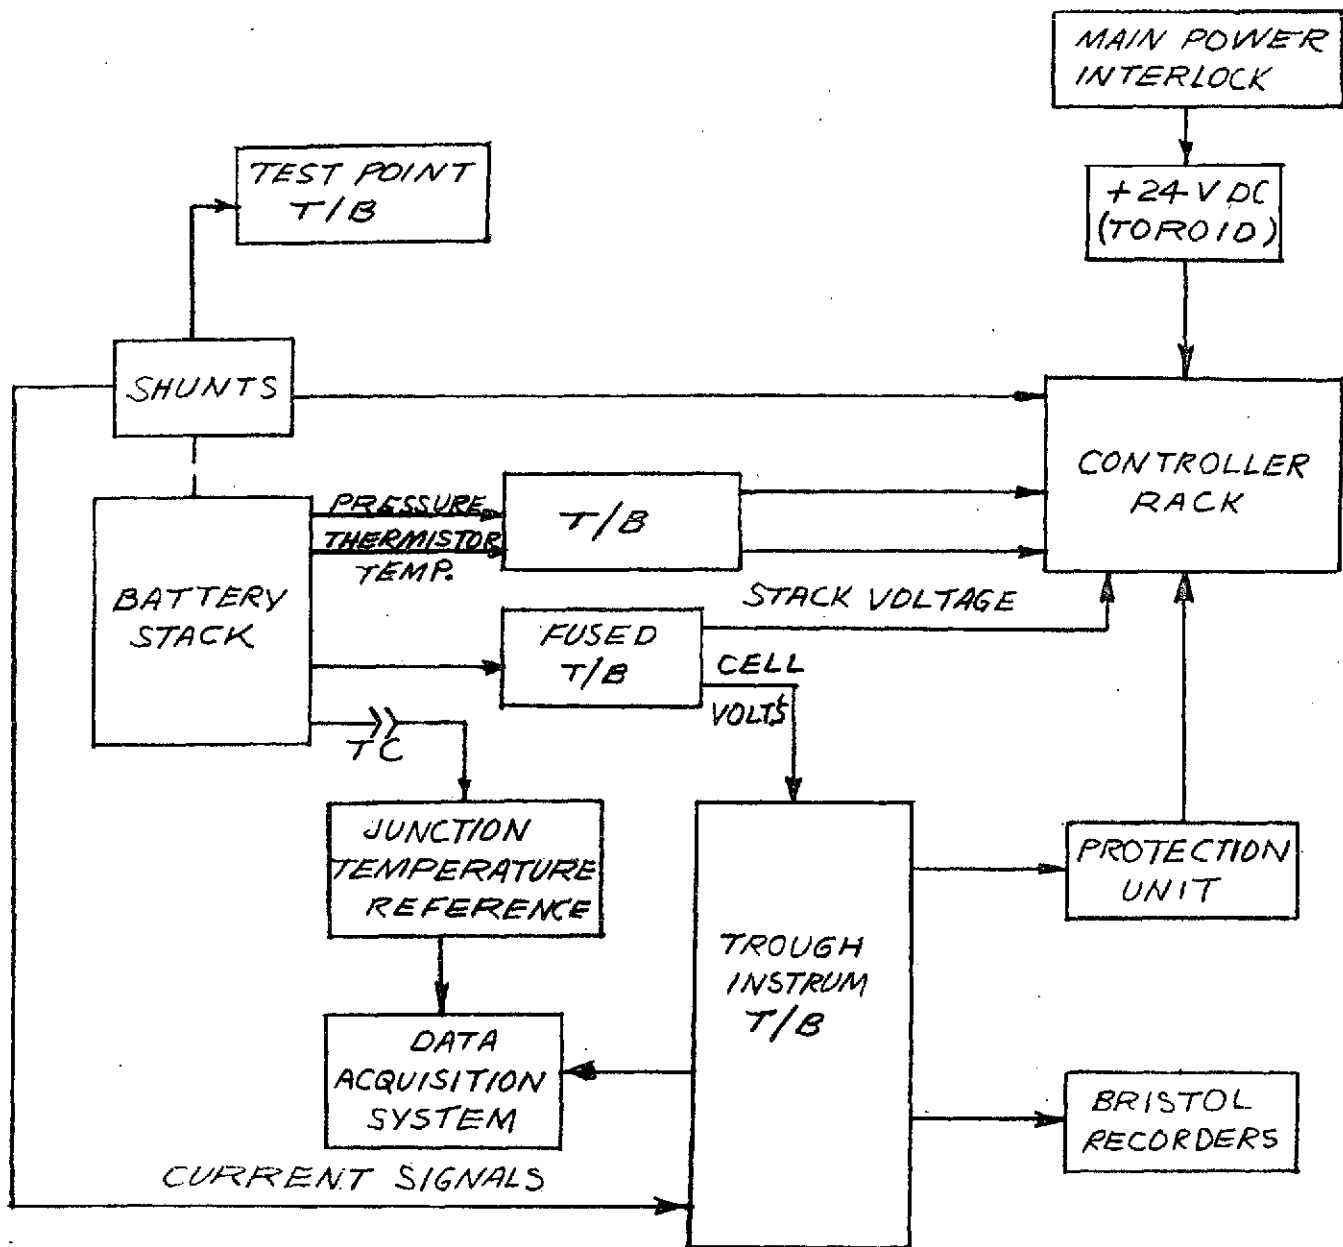 MAIN POWER
INTERLOCK
TEST POINT
T/B
+24 V DC
(TOROID)
SHUNTS
CONTROLLER
RACK
PRESSURE
THERMISTOR
TEMP.
T/B
BATTERY
STACK
STACK VOLTAGE
FUSED
T/B
CELL
VOLTS
TC
JUNCTION
TEMPERATURE
REFERENCE
PROTECTION
UNIT
TROUGH
INSTRUM
T/B
DATA
ACQUISITION
SYSTEM
BRISTOL
RECORDERS
CURRENT SIGNALS